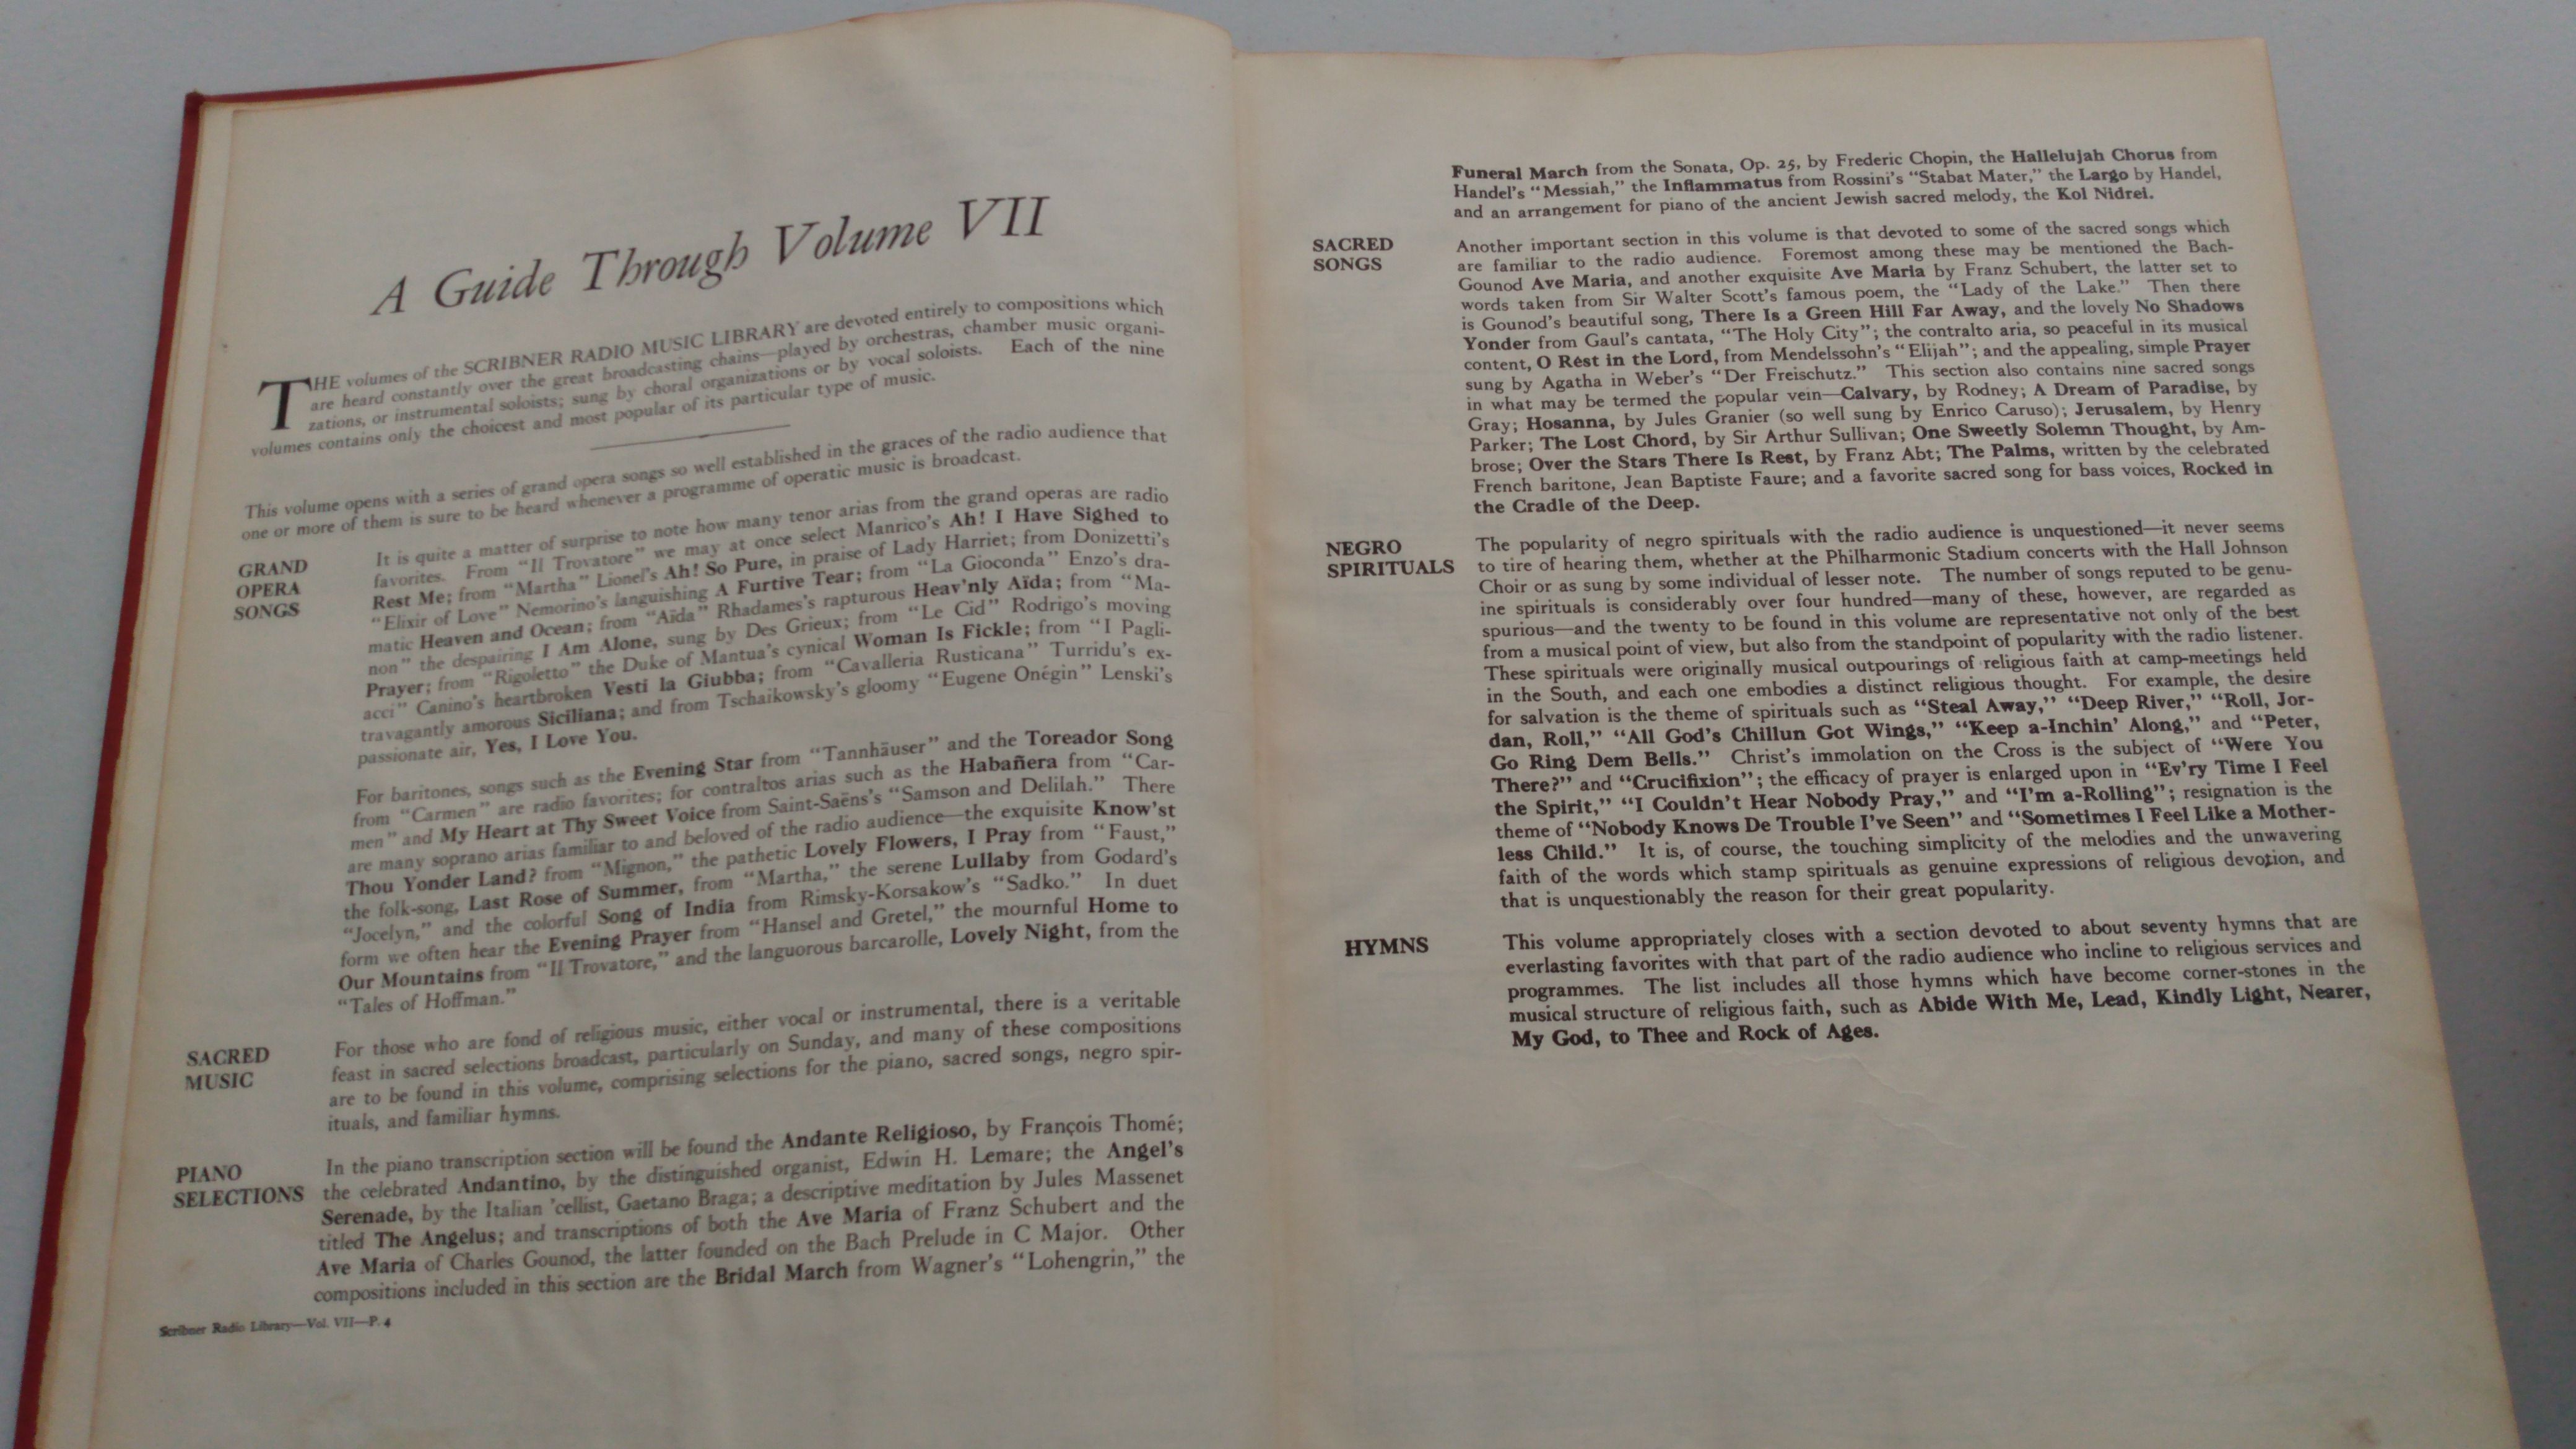 A Guide Through Volume VII
THE volumes of the SCRIBNER RADIO MUSIC LIBRARY are devoted entirely to compositions which
are heard constantly over the great broadcasting chains—played by orchestras, chamber music organi-
zations, or instrumental soloists; sung by choral organizations or by vocal soloists. Each of the nine
volumes contains only the choicest and most popular of its particular type of music.
This volume opens with a series of grand opera songs so well established in the graces of the radio audience that
one or more of them is sure to be heard whenever a programme of operatic music is broadcast.
GRAND
OPERA
SONGS
It is quite a matter of surprise to note how many tenor arias from the grand operas are radio
favorites. From "Il Trovatore" we may at once select Manrico's Ah! I Have Sighed to
Rest Me; from "Martha" Lionel's Ah! So Pure, in praise of Lady Harriet; from Donizetti's
"Elixir of Love" Nemorino's languishing A Furtive Tear; from "La Gioconda" Enzo's dra-
matic Heaven and Ocean; from "Aïda" Rhadames's rapturous Heav'nly Aïda; from "Ma-
non" the despairing I Am Alone, sung by Des Grieux; from "Le Cid" Rodrigo's moving
Prayer; from "Rigoletto" the Duke of Mantua's cynical Woman Is Fickle; from "I Pagli-
acci" Canino's heartbroken Vesti la Giubba; from "Cavalleria Rusticana" Turridu's ex-
travagantly amorous Siciliana; and from Tschaikowsky's gloomy "Eugene Onégin" Lenski's
passionate air, Yes, I Love You.
For baritones, songs such as the Evening Star from "Tannhäuser" and the Toreador Song
from "Carmen" are radio favorites; for contraltos arias such as the Habañera from "Car-
men" and My Heart at Thy Sweet Voice from Saint-Saëns's "Samson and Delilah." There
are many soprano arias familiar to and beloved of the radio audience—the exquisite Know'st
Thou Yonder Land? from "Mignon," the pathetic Lovely Flowers, I Pray from "Faust,"
the folk-song, Last Rose of Summer, from "Martha," the serene Lullaby from Godard's
"Jocelyn," and the colorful Song of India from Rimsky-Korsakow's "Sadko." In duet
form we often hear the Evening Prayer from "Hansel and Gretel," the mournful Home to
Our Mountains from "Il Trovatore," and the languorous barcarolle, Lovely Night, from the
"Tales of Hoffman."
SACRED
MUSIC
For those who are fond of religious music, either vocal or instrumental, there is a veritable
feast in sacred selections broadcast, particularly on Sunday, and many of these compositions
are to be found in this volume, comprising selections for the piano, sacred songs, negro spir-
ituals, and familiar hymns.
PIANO
SELECTIONS
In the piano transcription section will be found the Andante Religioso, by François Thomé;
the celebrated Andantino, by the distinguished organist, Edwin H. Lemare; the Angel's
Serenade, by the Italian 'cellist, Gaetano Braga; a descriptive meditation by Jules Massenet
titled The Angelus; and transcriptions of both the Ave Maria of Franz Schubert and the
Ave Maria of Charles Gounod, the latter founded on the Bach Prelude in C Major. Other
compositions included in this section are the Bridal March from Wagner's "Lohengrin," the
Scribner Radio Library—Vol. VII—P. 4
Funeral March from the Sonata, Op. 25, by Frederic Chopin, the Hallelujah Chorus from
Handel's "Messiah," the Inflammatus from Rossini's "Stabat Mater," the Largo by Handel,
and an arrangement for piano of the ancient Jewish sacred melody, the Kol Nidrei.
SACRED
SONGS
Another important section in this volume is that devoted to some of the sacred songs which
are familiar to the radio audience. Foremost among these may be mentioned the Bach-
Gounod Ave Maria, and another exquisite Ave Maria by Franz Schubert, the latter set to
words taken from Sir Walter Scott's famous poem, the "Lady of the Lake." Then there
is Gounod's beautiful song, There Is a Green Hill Far Away, and the lovely No Shadows
Yonder from Gaul's cantata, "The Holy City"; the contralto aria, so peaceful in its musical
content, O Rest in the Lord, from Mendelssohn's "Elijah"; and the appealing, simple Prayer
sung by Agatha in Weber's "Der Freischutz." This section also contains nine sacred songs
in what may be termed the popular vein—Calvary, by Rodney; A Dream of Paradise, by
Gray; Hosanna, by Jules Granier (so well sung by Enrico Caruso); Jerusalem, by Henry
Parker; The Lost Chord, by Sir Arthur Sullivan; One Sweetly Solemn Thought, by Am-
brose; Over the Stars There Is Rest, by Franz Abt; The Palms, written by the celebrated
French baritone, Jean Baptiste Faure; and a favorite sacred song for bass voices, Rocked in
the Cradle of the Deep.
NEGRO
SPIRITUALS
The popularity of negro spirituals with the radio audience is unquestioned—it never seems
to tire of hearing them, whether at the Philharmonic Stadium concerts with the Hall Johnson
Choir or as sung by some individual of lesser note. The number of songs reputed to be genu-
ine spirituals is considerably over four hundred—many of these, however, are regarded as
spurious—and the twenty to be found in this volume are representative not only of the best
from a musical point of view, but also from the standpoint of popularity with the radio listener.
These spirituals were originally musical outpourings of religious faith at camp-meetings held
in the South, and each one embodies a distinct religious thought. For example, the desire
for salvation is the theme of spirituals such as "Steal Away," "Deep River," "Roll, Jor-
dan, Roll," "All God's Chillun Got Wings," "Keep a-Inchin' Along," and "Peter,
Go Ring Dem Bells." Christ's immolation on the Cross is the subject of "Were You
There?" and "Crucifixion"; the efficacy of prayer is enlarged upon in "Ev'ry Time I Feel
the Spirit," "I Couldn't Hear Nobody Pray," and "I'm a-Rolling"; resignation is the
theme of "Nobody Knows De Trouble I've Seen" and "Sometimes I Feel Like a Mother-
less Child." It is, of course, the touching simplicity of the melodies and the unwavering
faith of the words which stamp spirituals as genuine expressions of religious devotion, and
that is unquestionably the reason for their great popularity.
HYMNS
This volume appropriately closes with a section devoted to about seventy hymns that are
everlasting favorites with that part of the radio audience who incline to religious services and
programmes. The list includes all those hymns which have become corner-stones in the
musical structure of religious faith, such as Abide With Me, Lead, Kindly Light, Nearer,
My God, to Thee and Rock of Ages.